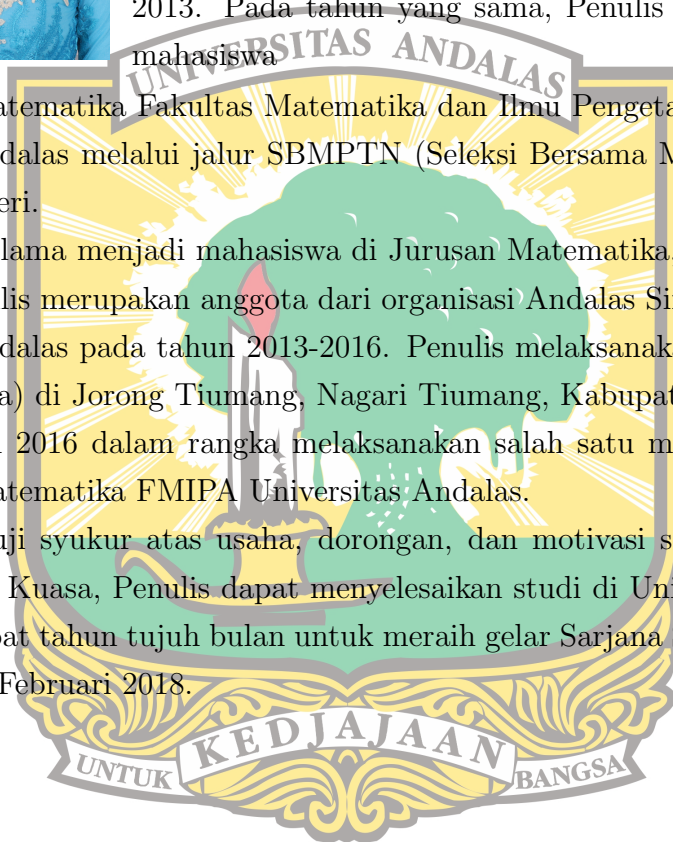 2013. Pada tahun yang sama, Penulis
mahasiswa
UNIVERSITAS ANDALAS
atematika Fakultas Matematika dan Ilmu Pengeta
dalas melalui jalur SBMPTN (Seleksi Bersama M
eri.
lama menjadi mahasiswa di Jurusan Matematika
lis merupakan anggota dari organisasi Andalas Si
dalas pada tahun 2013-2016. Penulis melaksanak
a) di Jorong Tiumang, Nagari Tiumang, Kabupat
2016 dalam rangka melaksanakan salah satu m
atematika FMIPA Universitas Andalas.
uji syukur atas usaha, dorongan, dan motivasi s
Kuasa, Penulis dapat menyelesaikan studi di Uni
pat tahun tujuh bulan untuk meraih gelar Sarjana
Februari 2018.
UNTUK KEDJAJAAN BANGSA